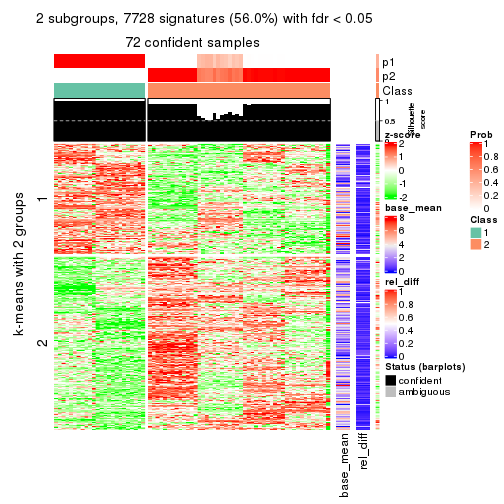 2 subgroups, 7728 signatures (56.0%) with fdr < 0.05
72 confident samples
p1
p2
Class
1
0.5
0
Silhouette
score
k-means with 2 groups
1
2
base_mean
rel_diff
z-score
2
1
0
-1
-2
base_mean
8
6
4
2
0
rel_diff
1
0.8
0.6
0.4
0.2
0
Status (barplots)
confident
ambiguous
Prob
1
0.8
0.6
0.4
0.2
0
Class
1
2